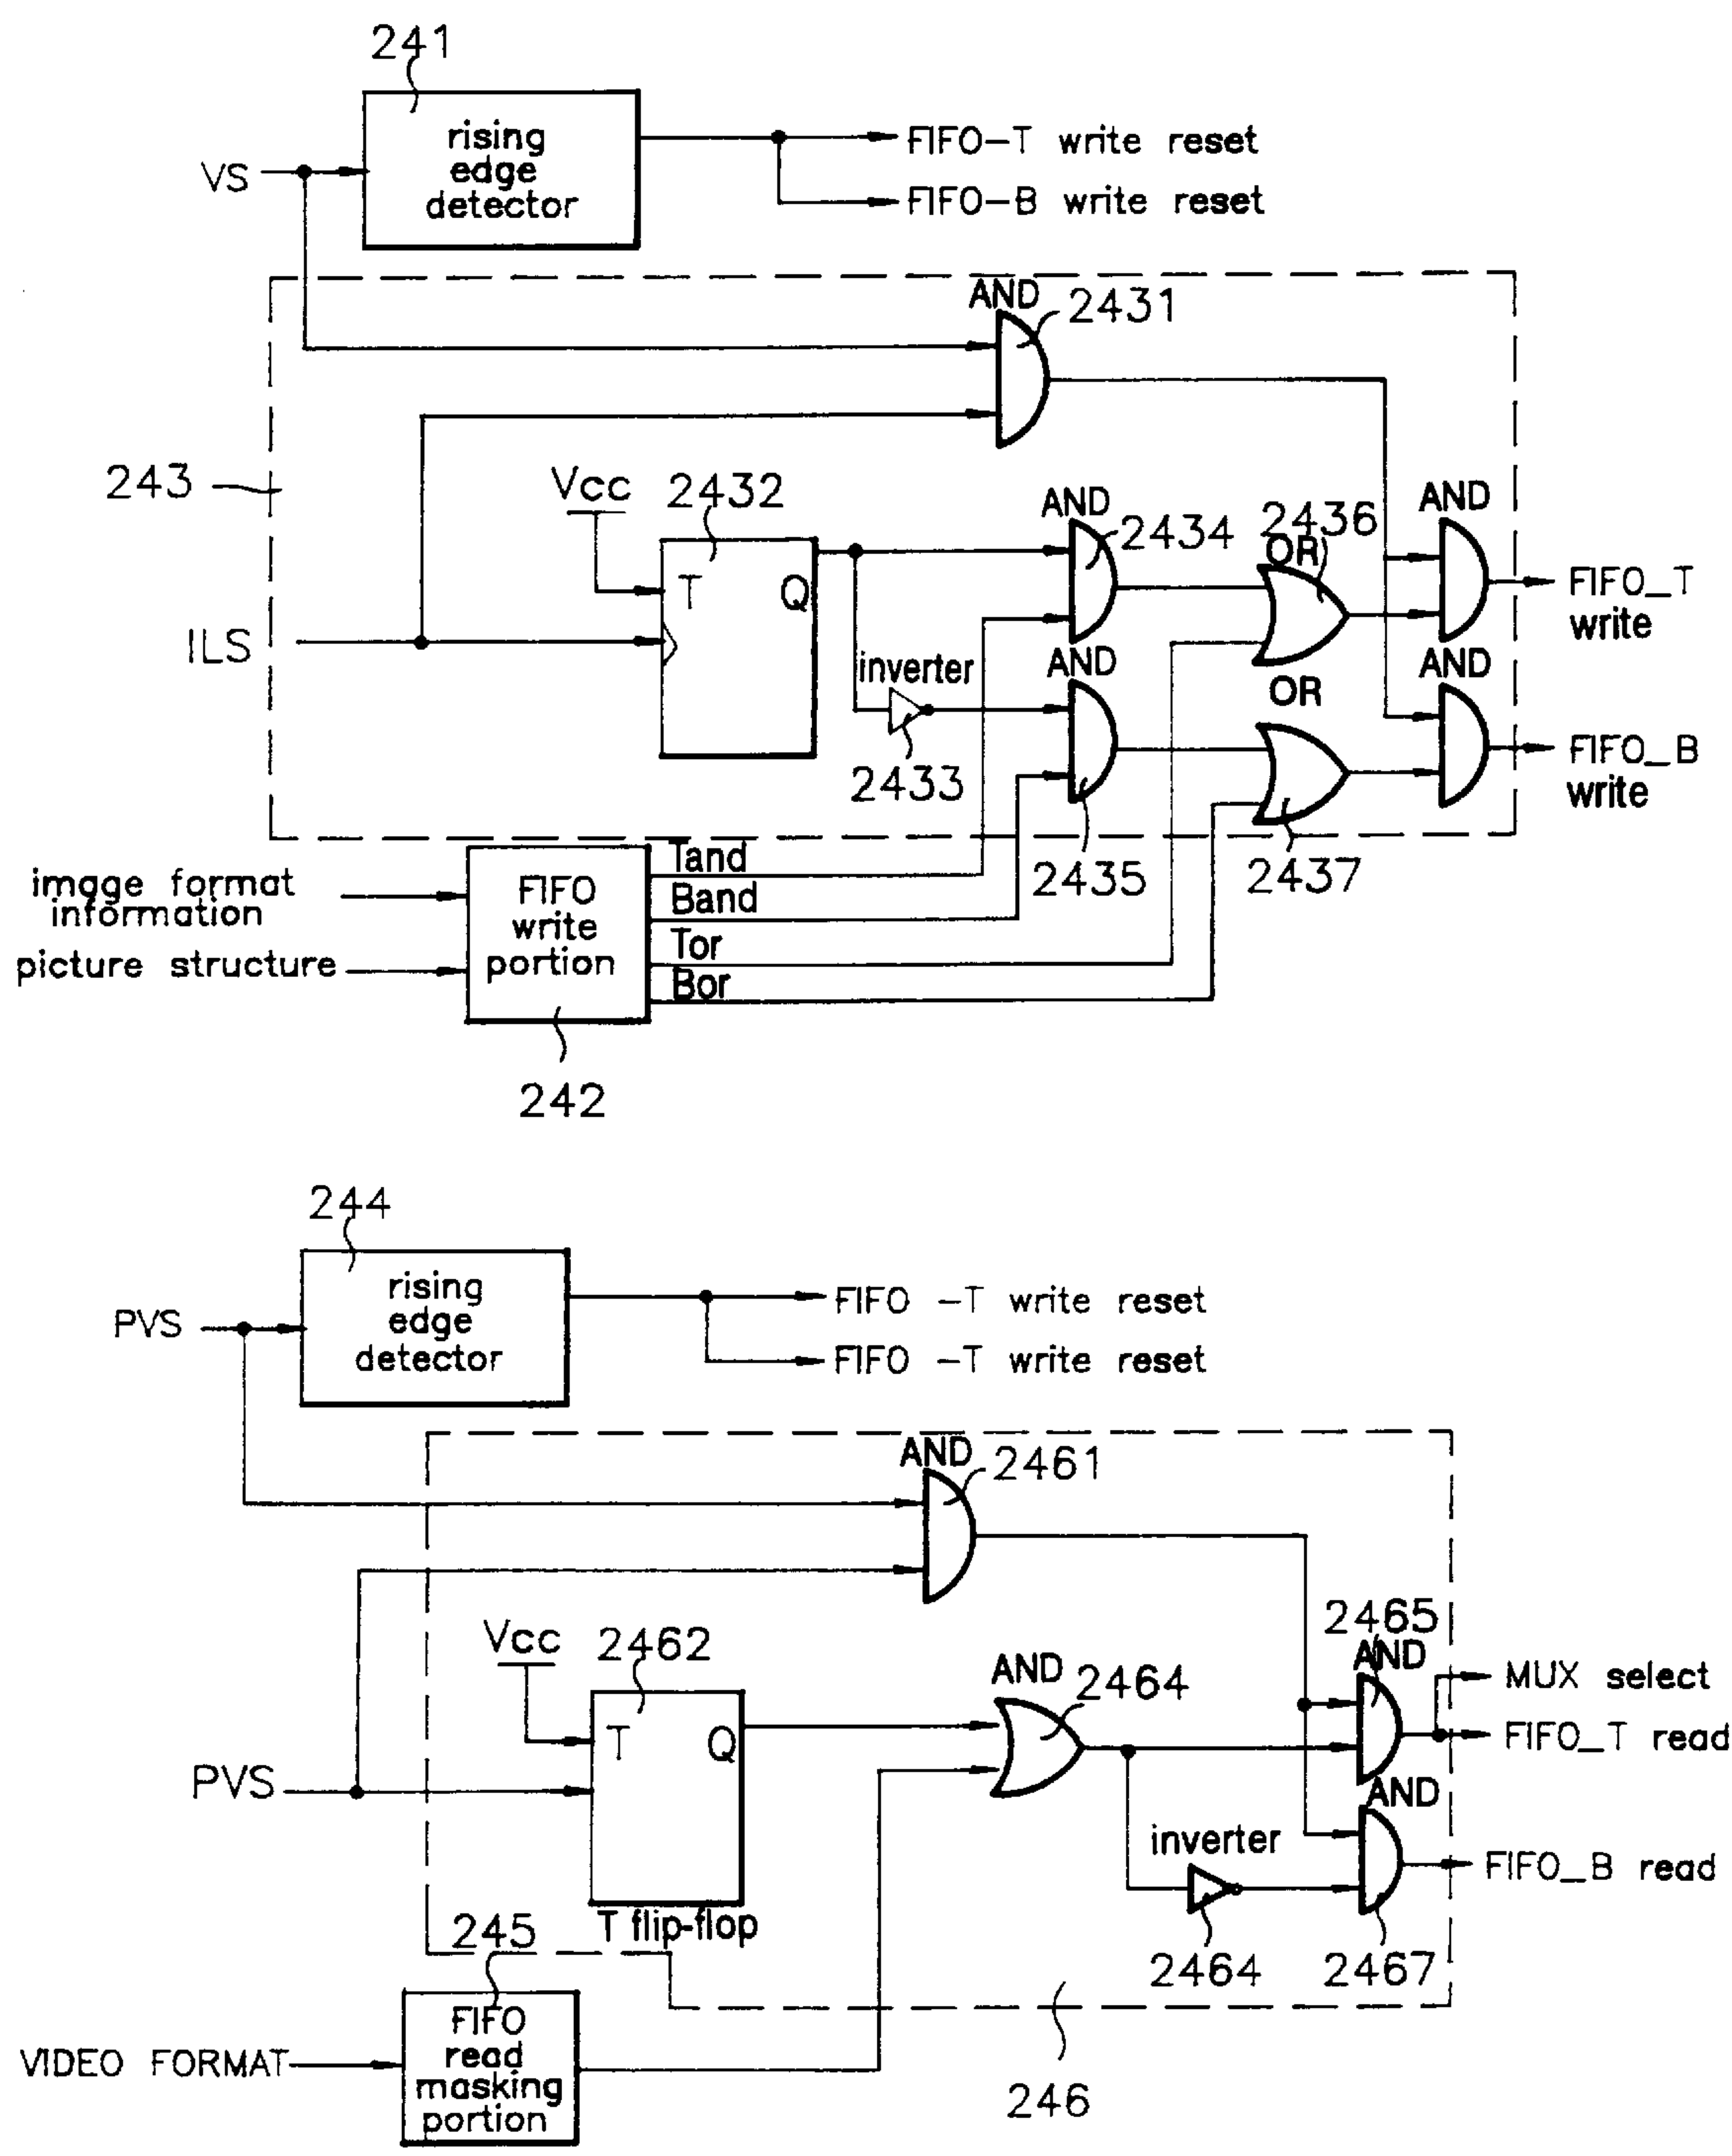 241
rising
edge
detector
VS
FIFO-T write reset
FIFO-B write reset
AND
2431
243
Vcc
2432
T
Q
ILS
inverter
2433
AND
2434
AND
2435
2436
OR
OR
2437
AND
FIFO_T
write
AND
FIFO_B
write
image format
information
picture structure
FIFO
write
portion
242
Tand
Band
Tor
Bor
244
rising
edge
detector
PVS
FIFO -T write reset
FIFO -T write reset
AND
2461
Vcc
2462
T
Q
PVS
T flip-flop
AND
2464
2465
AND
MUX select
FIFO_T read
AND
inverter
FIFO_B read
2464
2467
245
FIFO
read
masking
portion
VIDEO FORMAT
246